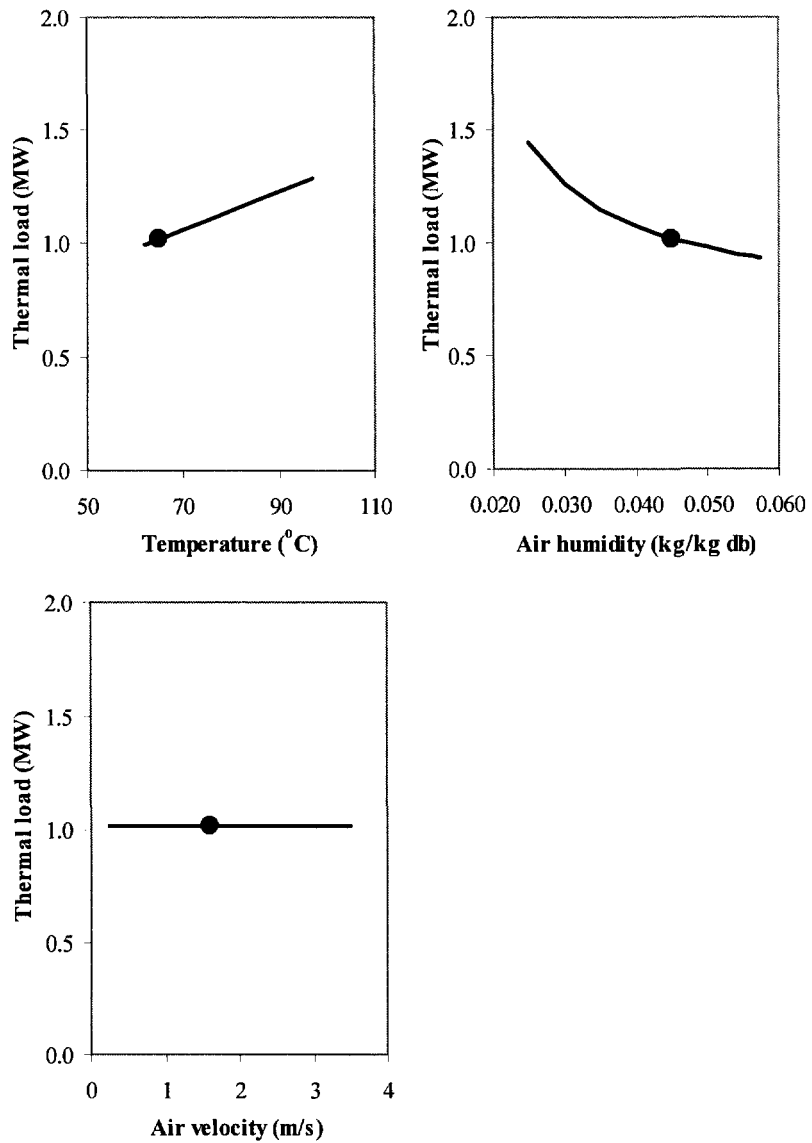 2.0
1.5
1.0
0.5
0.0
Thermal load (MW)
50 70 90 110
Temperature (°C)
2.0
1.5
1.0
0.5
0.0
Thermal load (MW)
0.020 0.030 0.040 0.050 0.060
Air humidity (kg/kg db)
2.0
1.5
1.0
0.5
0.0
Thermal load (MW)
0 1 2 3 4
Air velocity (m/s)